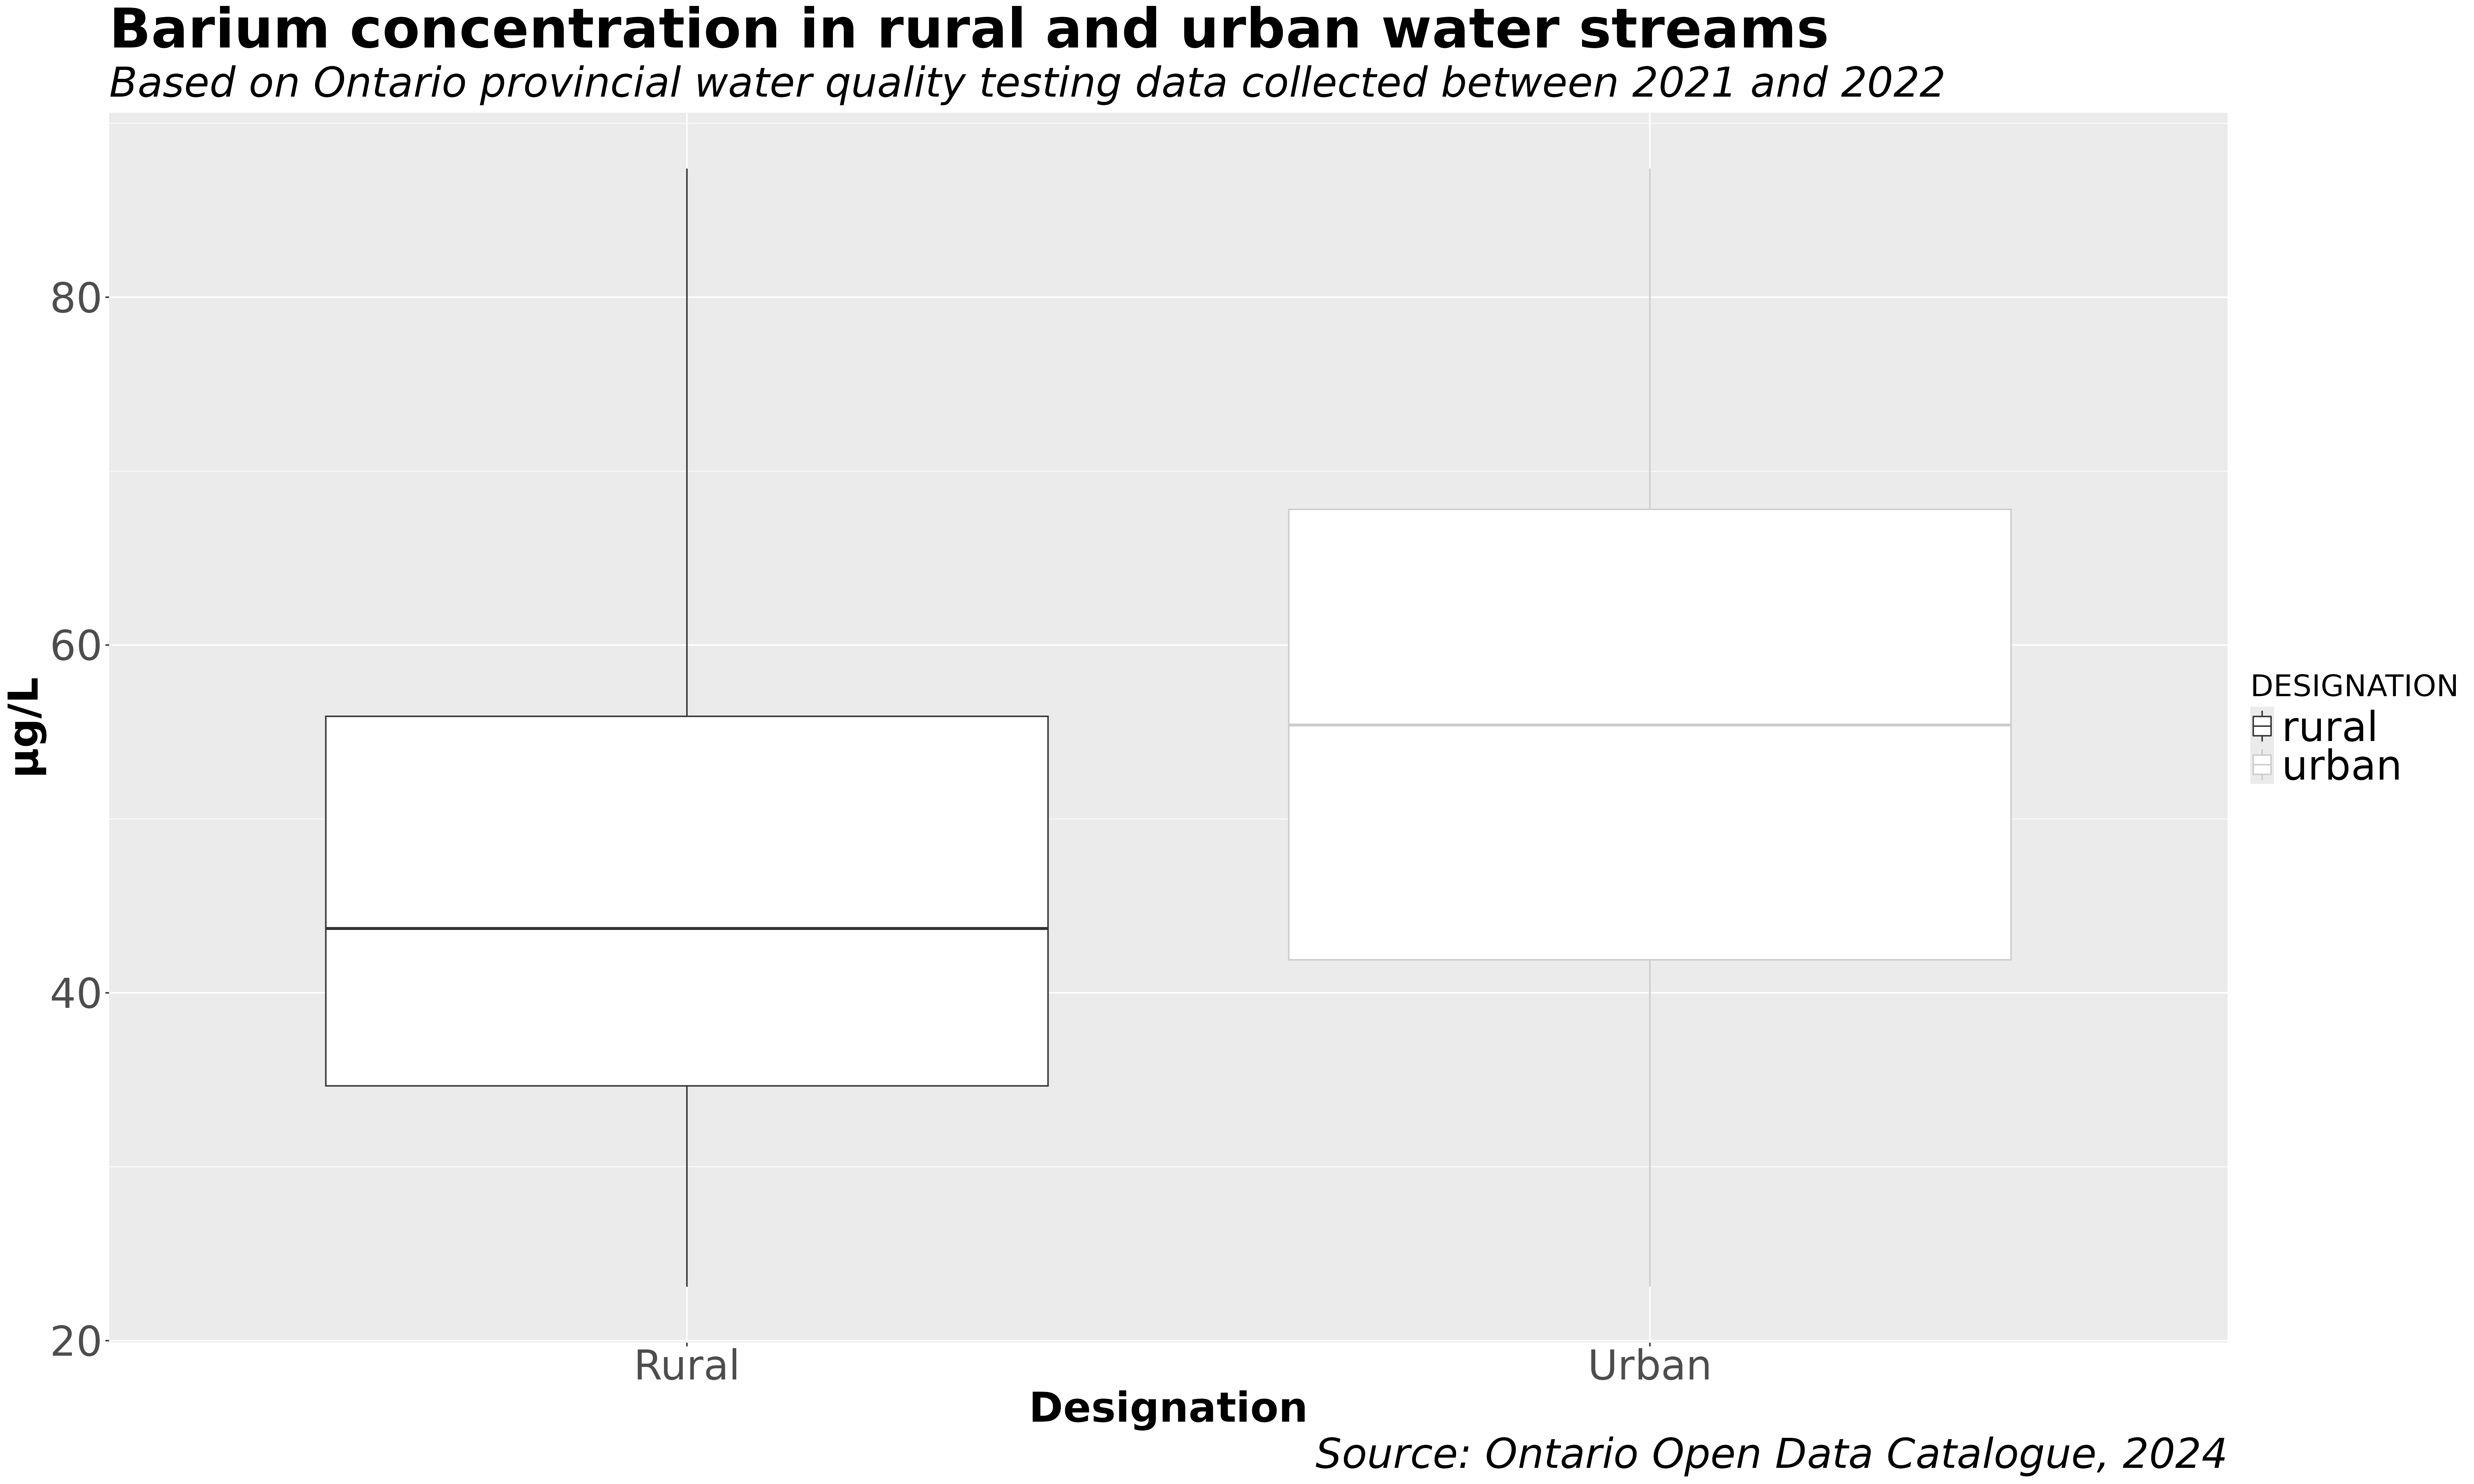 Barium concentration in rural and urban water streams
Based on Ontario provincial water quality testing data collected between 2021 and 2022
80
60
40
20
µg/L
Rural
Urban
Designation
DESIGNATION
rural
urban
Source: Ontario Open Data Catalogue, 2024